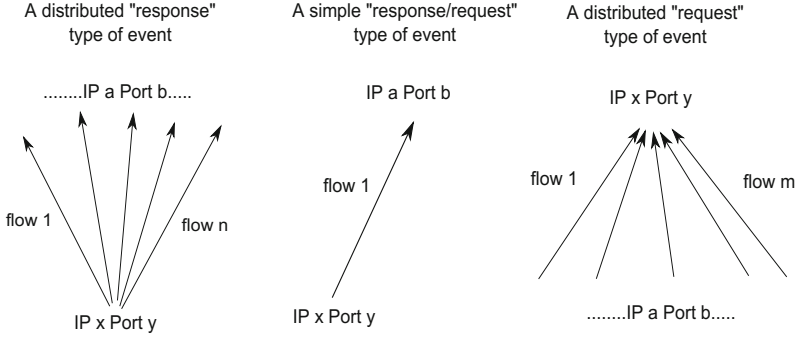 A distributed "response"
type of event
........IP a Port b.....
flow 1
flow n
IP x Port y
A simple "response/request"
type of event
IP a Port b
flow 1
IP x Port y
A distributed "request"
type of event
IP x Port y
flow 1
flow m
........IP a Port b.....